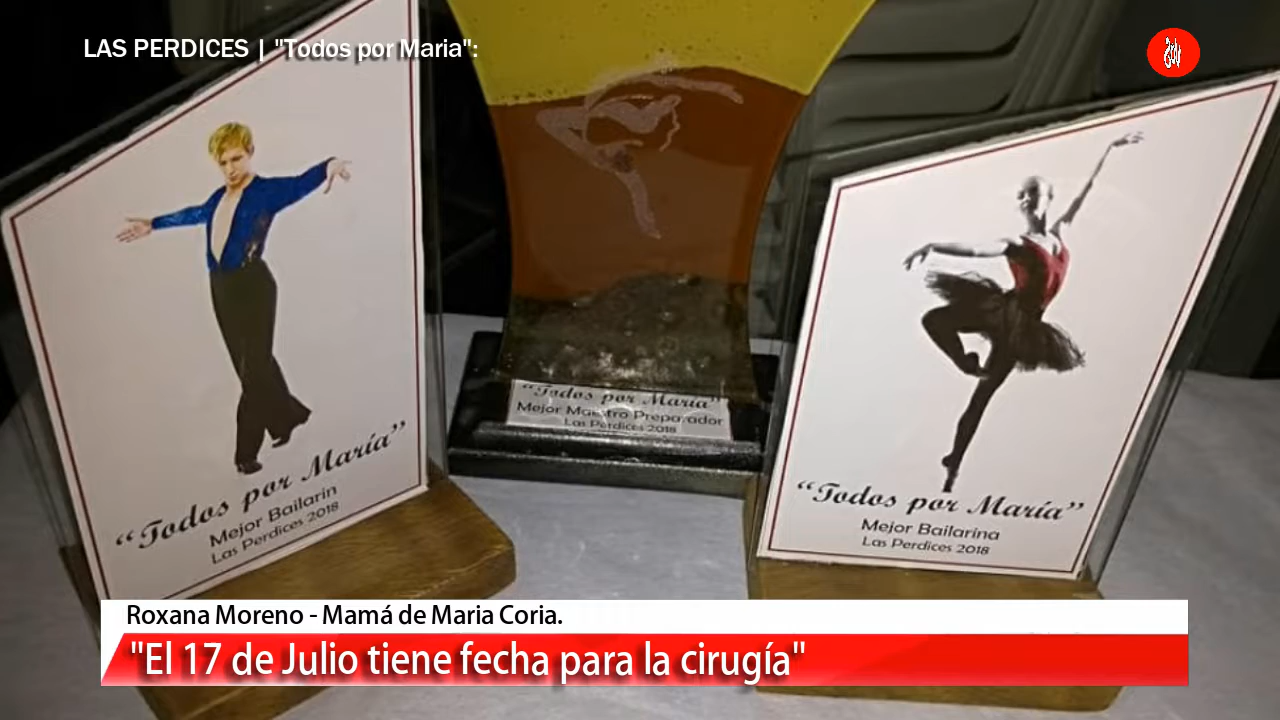 LAS PERDICES | "Todos por Maria":
"Todos por María"
Mejor Bailarin
Las Perdices 2018
"Todos por María"
Mejor Maestro Preparador
Las Perdices 2018
"Todos por María"
Mejor Bailarina
Las Perdices 2018
Roxana Moreno - Mamá de Maria Coria.
"El 17 de Julio tiene fecha para la cirugía"